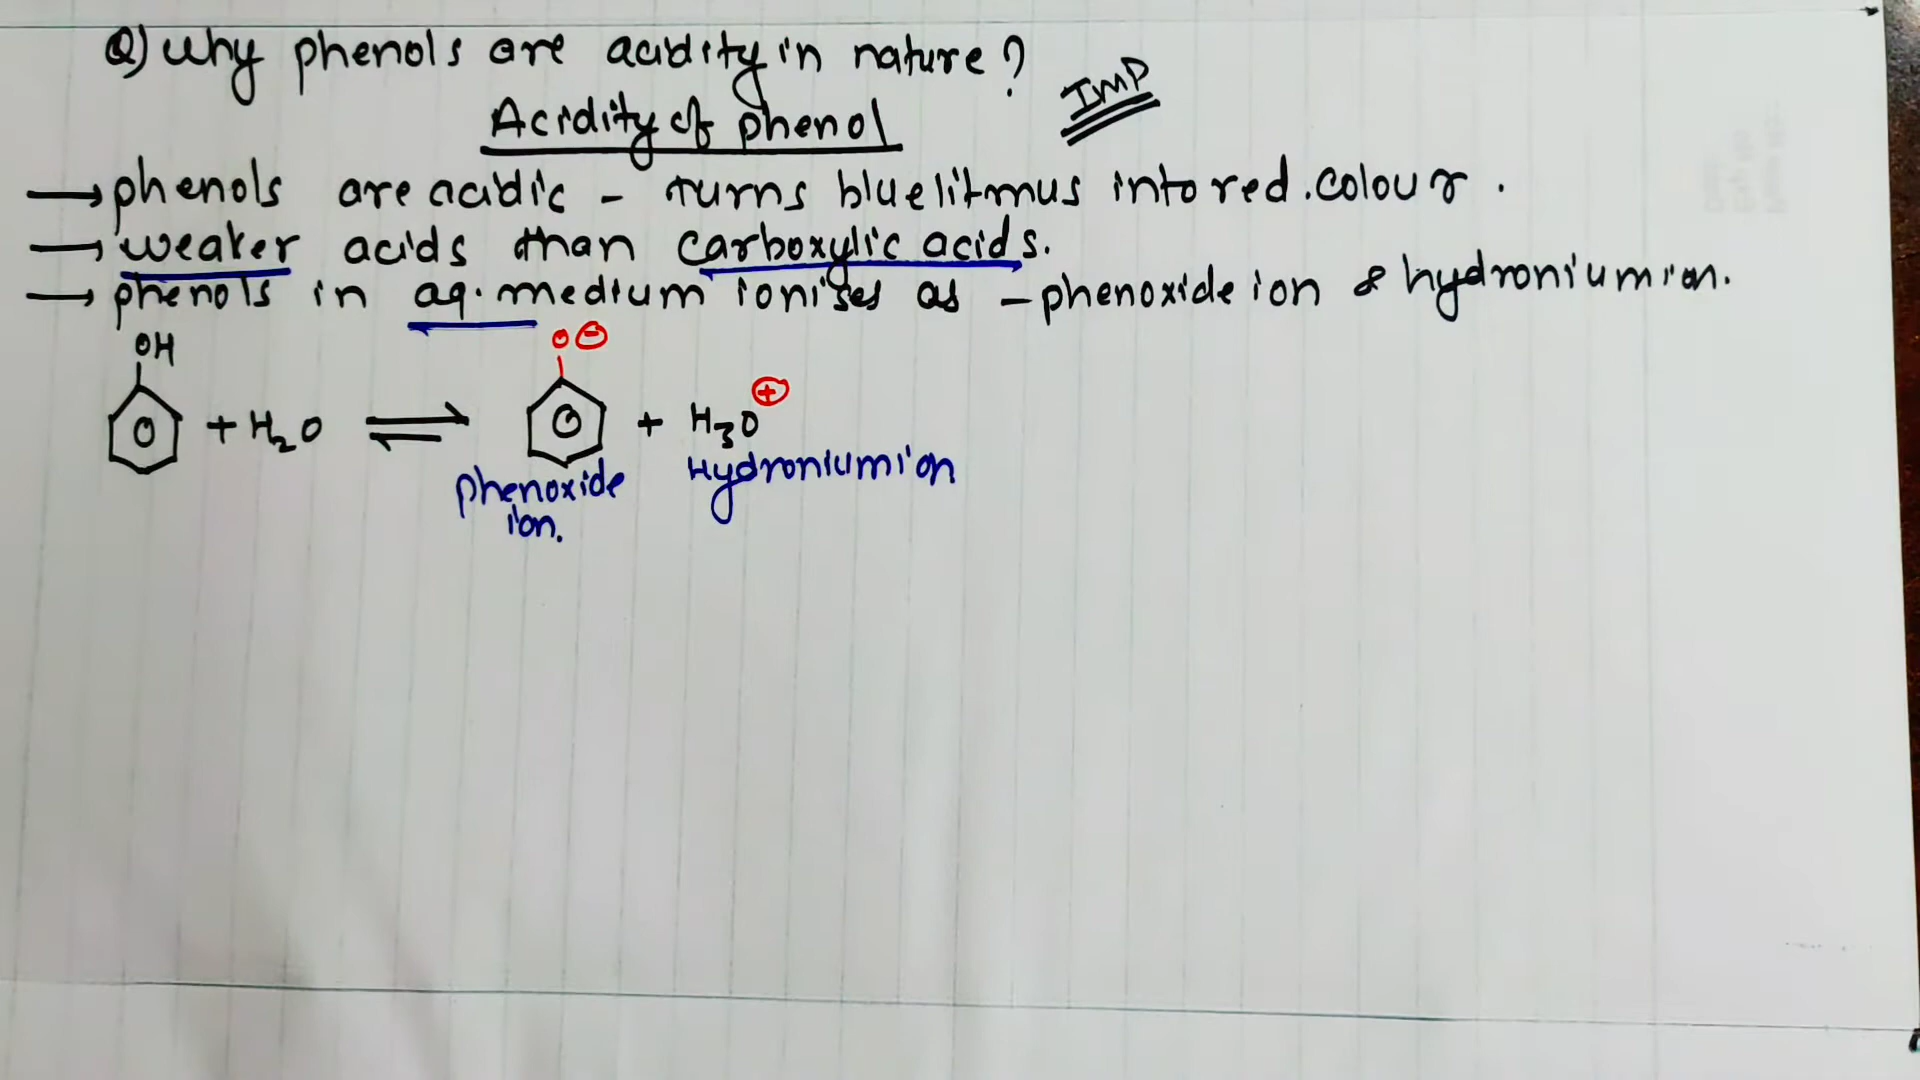 Q) Why phenols are acidity in nature?
IMP
Acidity of phenol
→ phenols are acidic - turns blue litmus into red.colour.
→ weaker acids than carboxylic acids.
→ phenols in aq. medium ionises as - phenoxide ion & hydronium ion.
OH O⊖
+ H₂O ⇌ + H₃O⊕
phenoxide ion. Hydronium ion